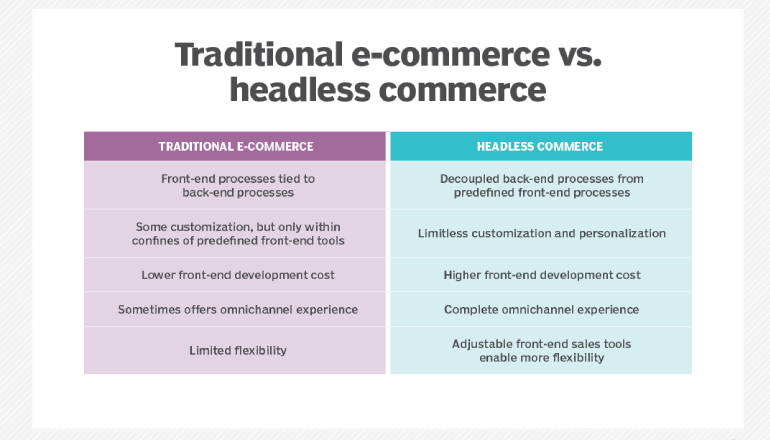 Traditional e-commerce vs.
headless commerce
TRADITIONAL E-COMMERCE
HEADLESS COMMERCE
Front-end processes tied to
back-end processes
Decoupled back-end processes from
predefined front-end processes
Some customization, but only within
confines of predefined front-end tools
Limitless customization and personalization
Lower front-end development cost
Higher front-end development cost
Sometimes offers omnichannel experience
Complete omnichannel experience
Limited flexibility
Adjustable front-end sales tools
enable more flexibility